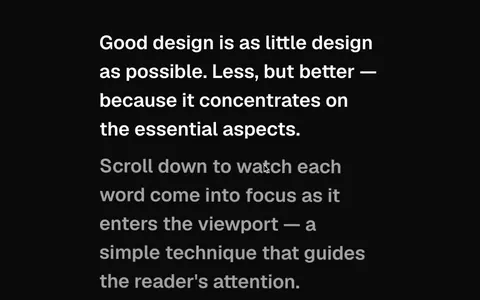 Good design is as little design
as possible. Less, but better —
because it concentrates on
the essential aspects.
Scroll down to watch each
word come into focus as it
enters the viewport — a
simple technique that guides
the reader's attention.